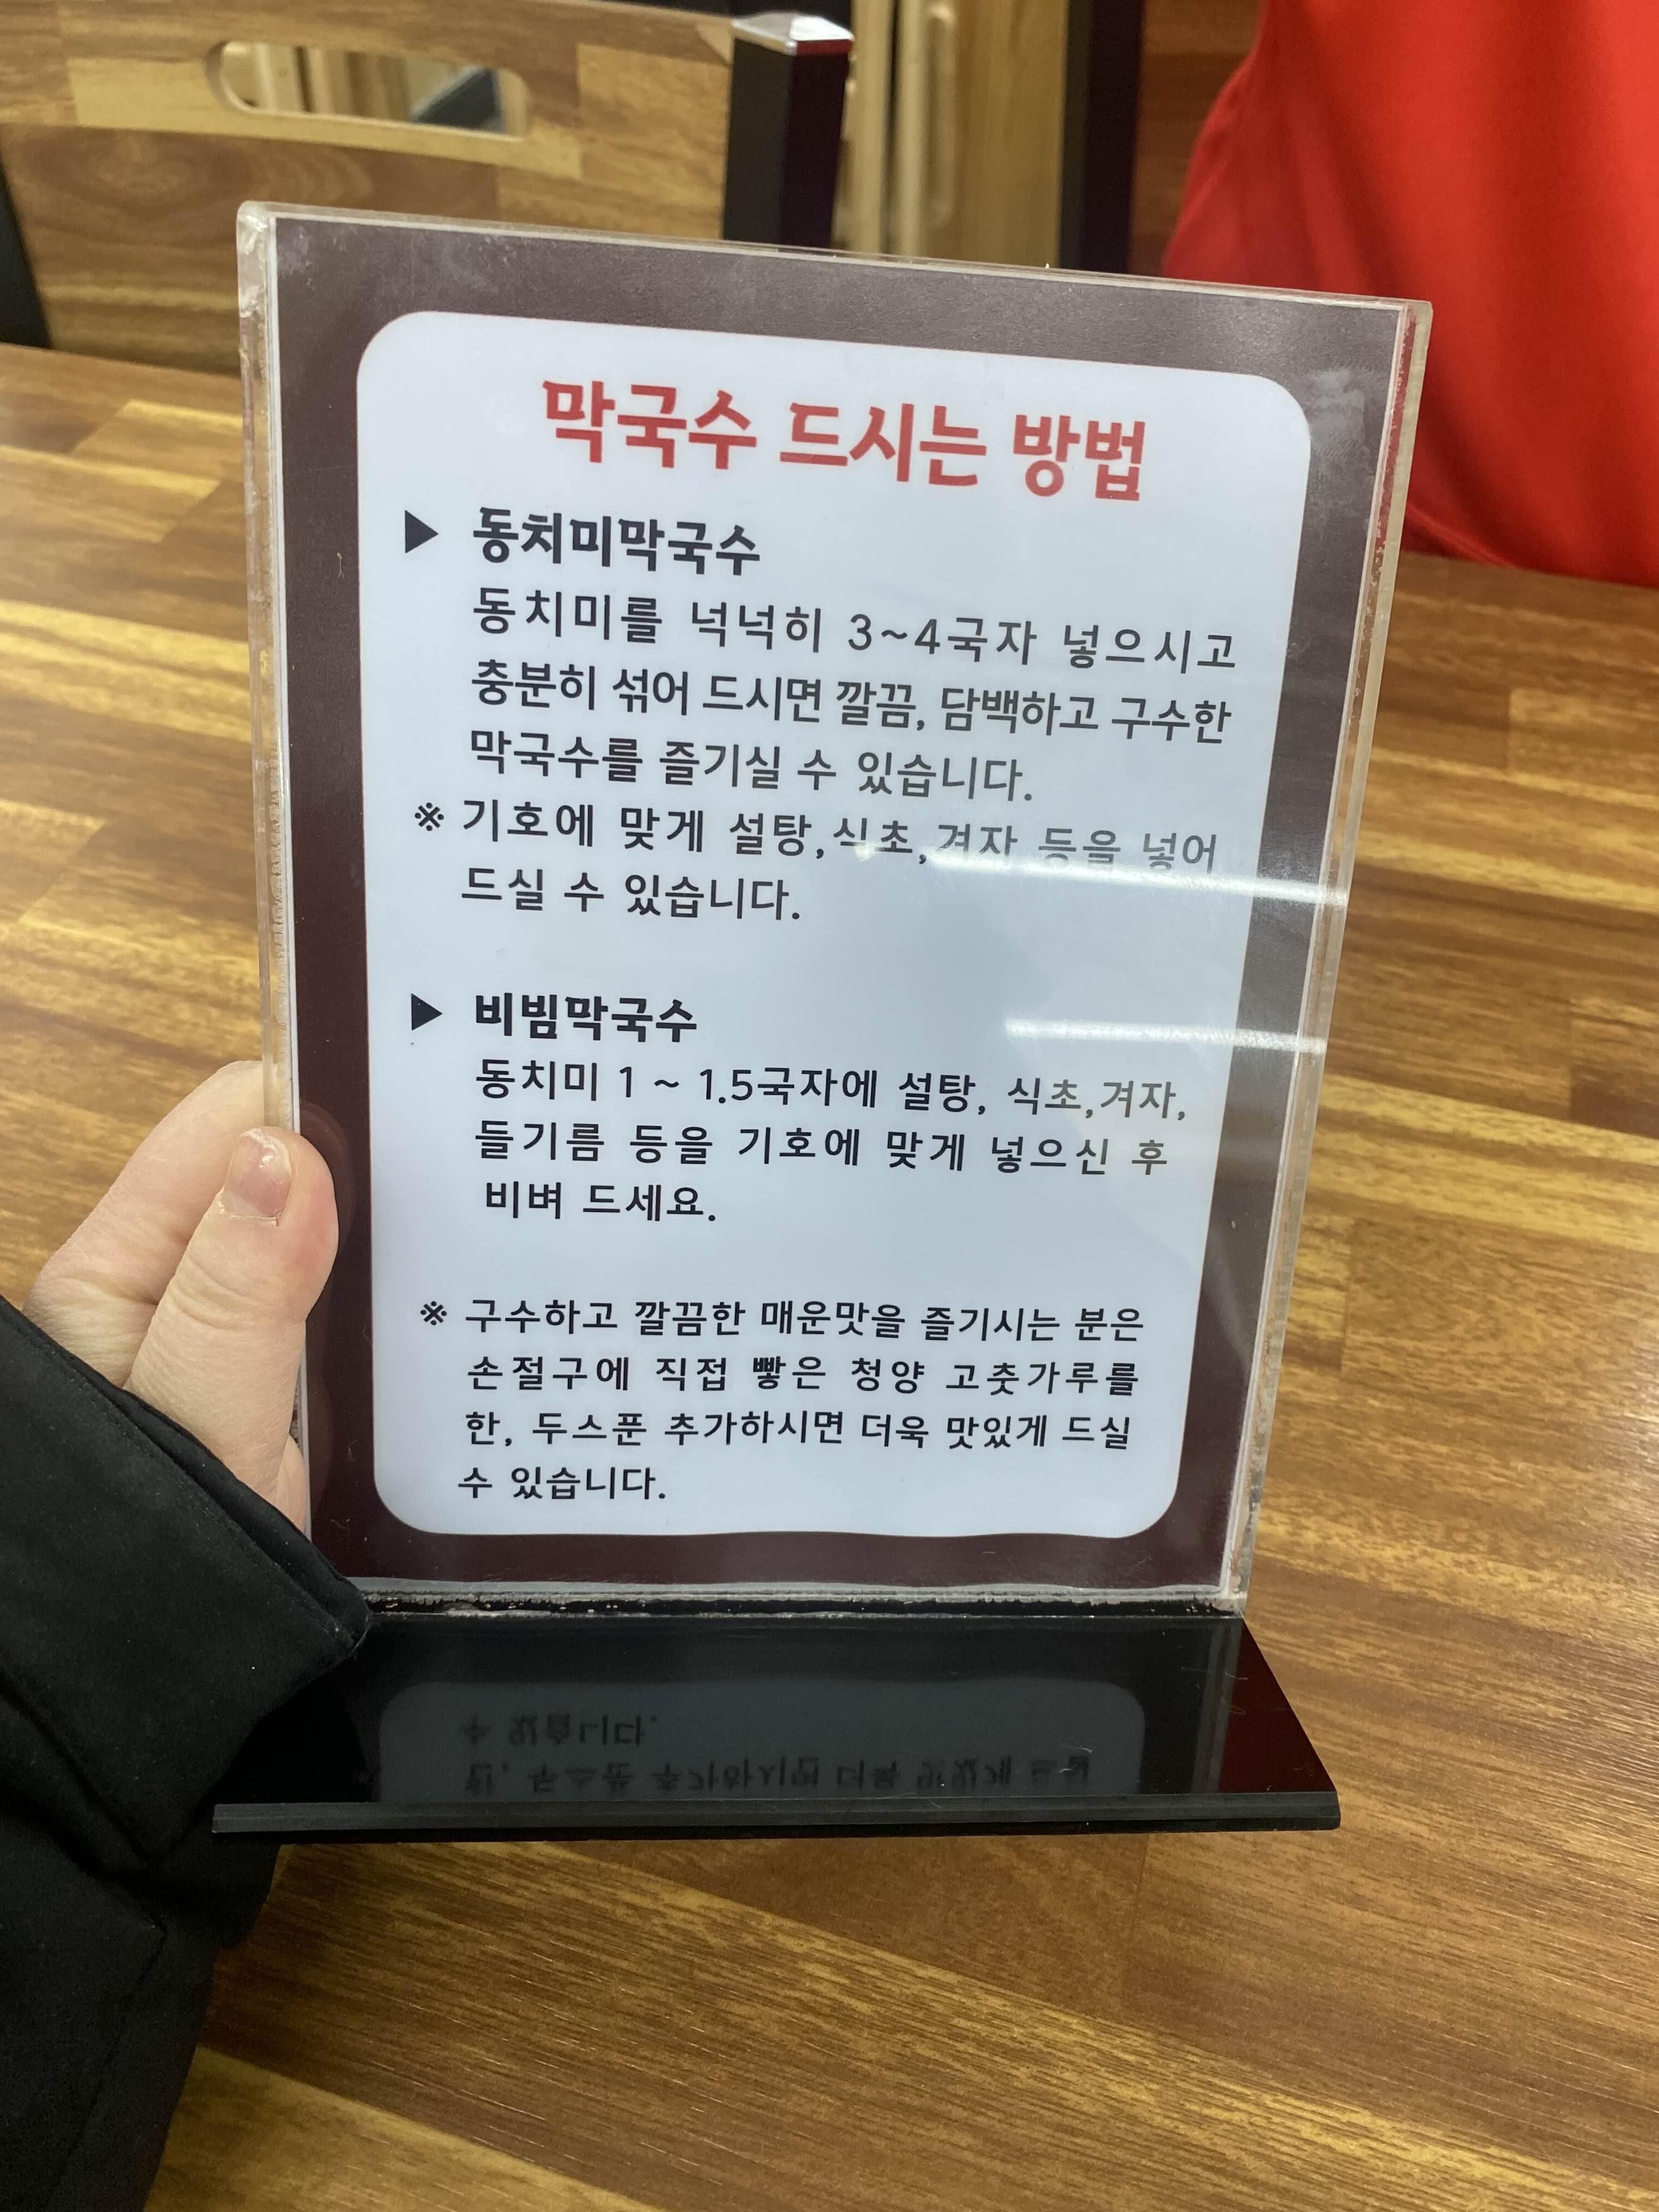 막국수 드시는 방법
▶ 동치미막국수
동치미를 넉넉히 3~4국자 넣으시고
충분히 섞어 드시면 깔끔, 담백하고 구수한
막국수를 즐기실 수 있습니다.
※ 기호에 맞게 설탕,식초,겨자 등을 넣어
드실 수 있습니다.
▶ 비빔막국수
동치미 1 ~ 1.5국자에 설탕, 식초,겨자,
들기름 등을 기호에 맞게 넣으신 후
비벼 드세요.
※ 구수하고 깔끔한 매운맛을 즐기시는 분은
손절구에 직접 빻은 청양 고춧가루를
한, 두스푼 추가하시면 더욱 맛있게 드실
수 있습니다.